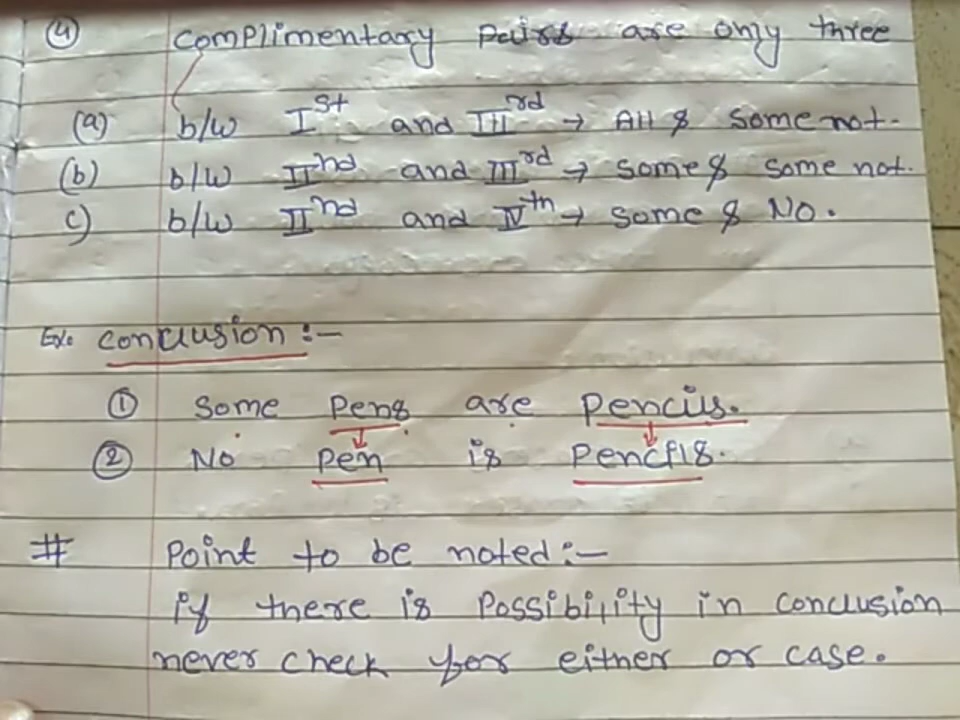 ④ Complimentary pairs are only three
(a) b/w Ist and IIIrd → All & Some not.
(b) b/w IInd and IIIrd → Some & Some not.
c) b/w IInd and IVth → Some & No.
Ex. Conclusion :-
① Some Pens are Pencils.
② No Pen is Pencils.
# Point to be noted :-
if there is Possibility in conclusion
never check for either or case.